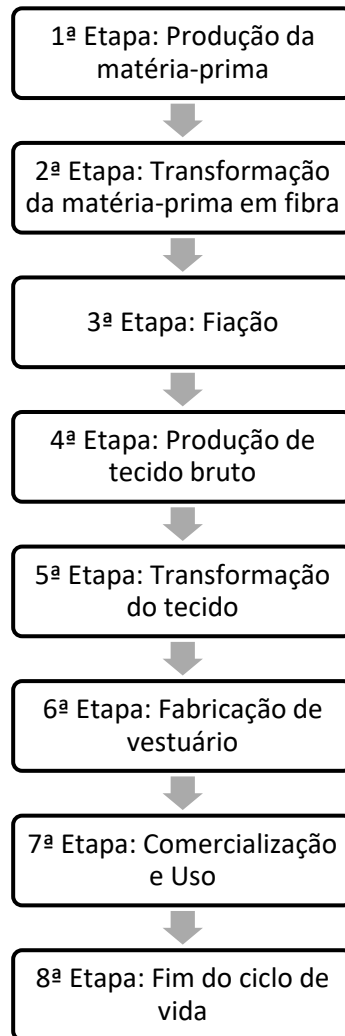 1ª Etapa: Produção da
matéria-prima
2ª Etapa: Transformação
da matéria-prima em fibra
3ª Etapa: Fiação
4ª Etapa: Produção de
tecido bruto
5ª Etapa: Transformação
do tecido
6ª Etapa: Fabricação de
vestuário
7ª Etapa: Comercialização
e Uso
8ª Etapa: Fim do ciclo de
vida